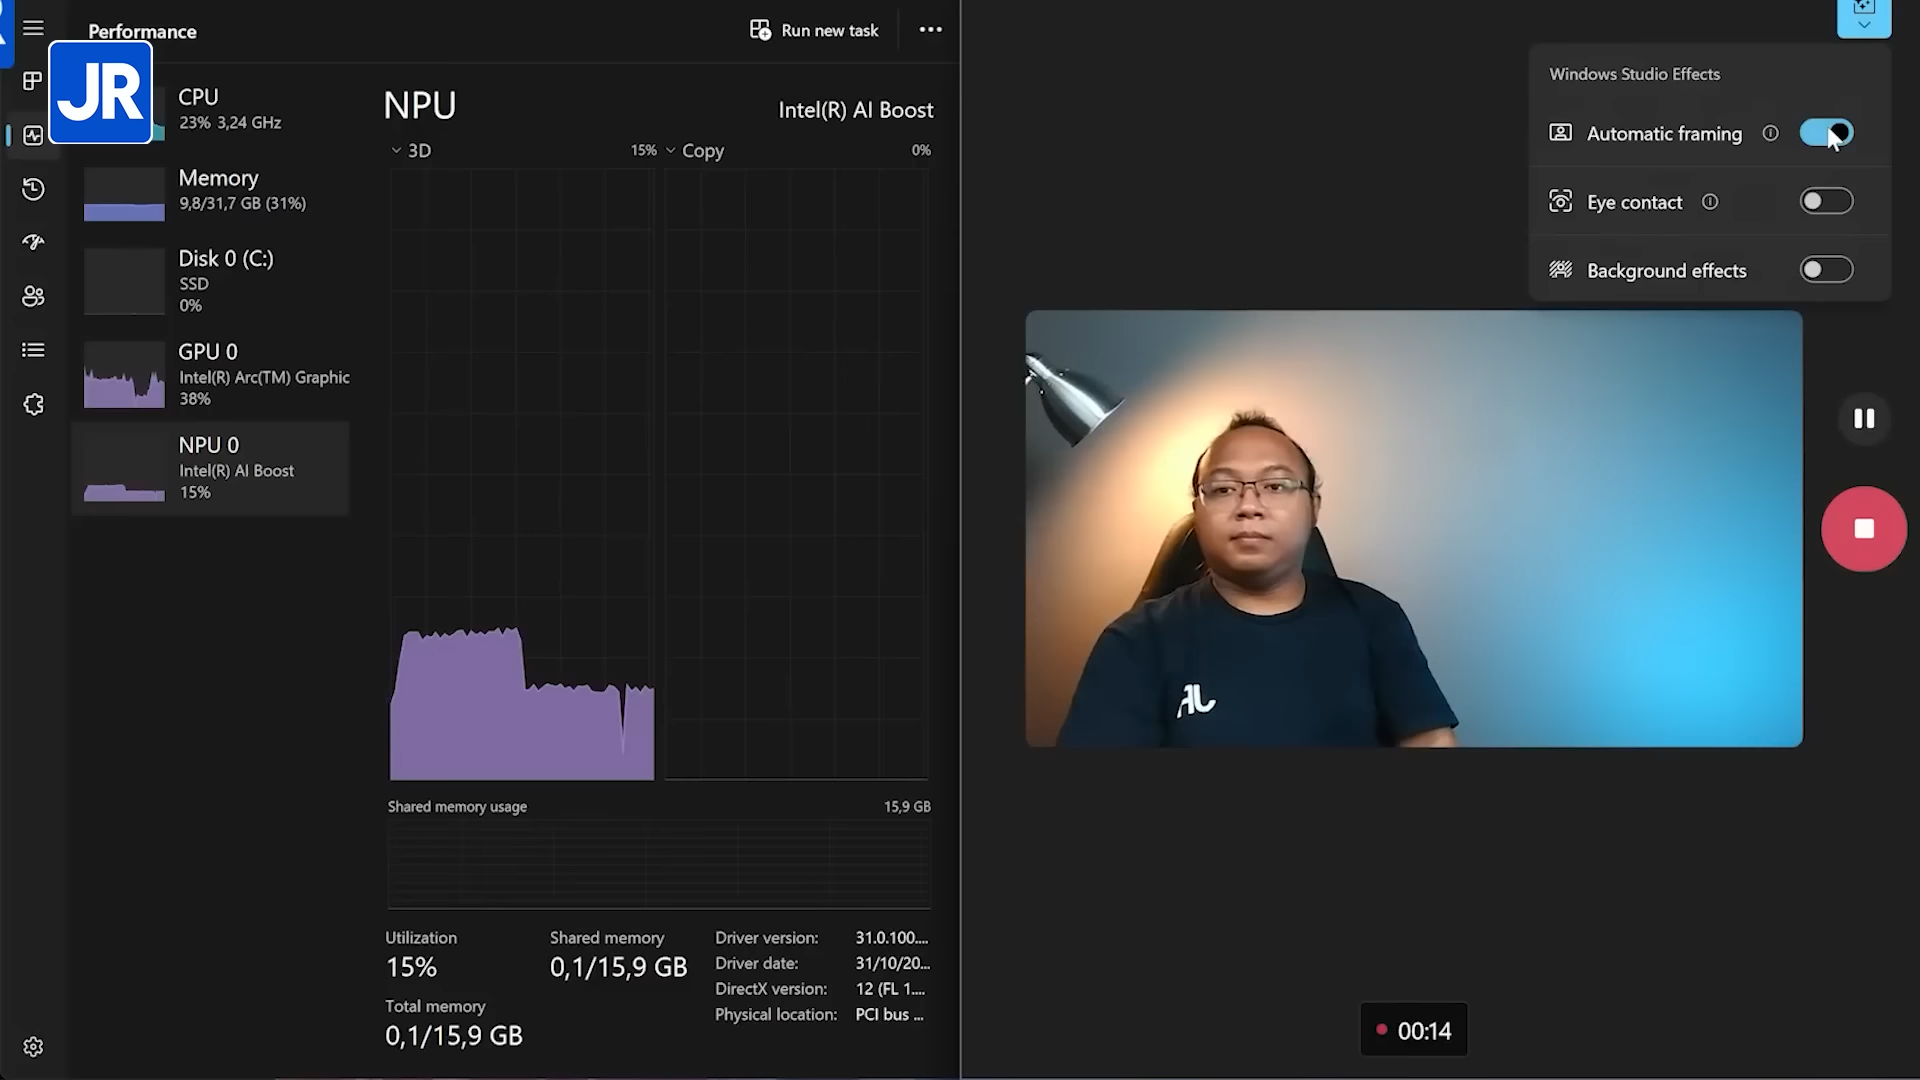 Performance
Run new task
JR
CPU
23% 3,24 GHz
Memory
9,8/31,7 GB (31%)
Disk 0 (C:)
SSD
0%
GPU 0
Intel(R) Arc(TM) Graphic
38%
NPU 0
Intel(R) AI Boost
15%
NPU
Intel(R) AI Boost
3D
15%
Copy
0%
Shared memory usage
15,9 GB
Utilization
15%
Shared memory
0,1/15,9 GB
Total memory
0,1/15,9 GB
Driver version:
31.0.100....
Driver date:
31/10/20...
DirectX version:
12 (FL 1....
Physical location:
PCI bus ...
Windows Studio Effects
Automatic framing
Eye contact
Background effects
00:14